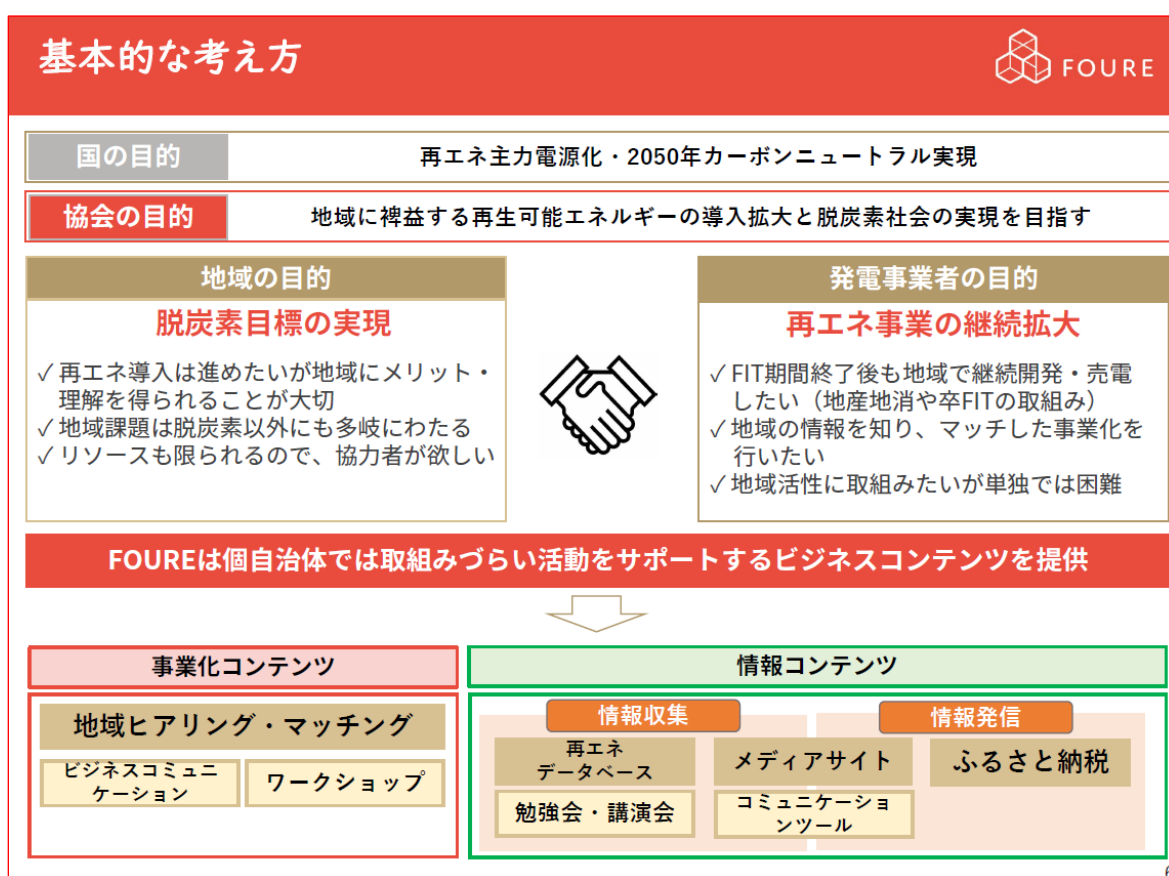 基本的な考え方
FOURE
国の目的
再エネ主力電源化・2050年カーボンニュートラル実現
協会の目的
地域に裨益する再生可能エネルギーの導入拡大と脱炭素社会の実現を目指す
地域の目的
脱炭素目標の実現
✓再エネ導入は進めたいが地域にメリット・
理解を得られることが大切
✓地域課題は脱炭素以外にも多岐にわたる
✓リソースも限られるので、協力者が欲しい
発電事業者の目的
再エネ事業の継続拡大
✓FIT期間終了後も地域で継続開発・売電
したい（地産地消や卒FITの取組み）
✓地域の情報を知り、マッチした事業化を
行いたい
✓地域活性に取組みたいが単独では困難
FOUREは個自治体では取組みづらい活動をサポートするビジネスコンテンツを提供
事業化コンテンツ
地域ヒアリング・マッチング
ビジネスコミュニ
ケーション
ワークショップ
情報コンテンツ
情報収集
情報発信
再エネ
データベース
メディアサイト
ふるさと納税
勉強会・講演会
コミュニケーショ
ンツール